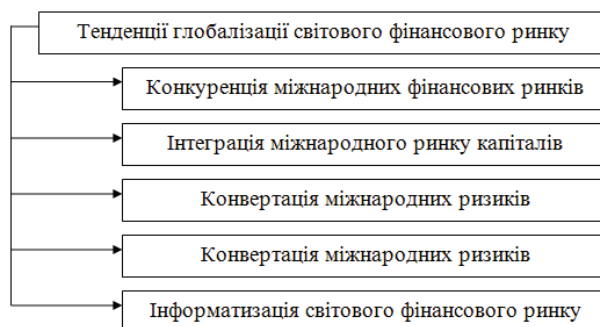 Тенденції глобалізації світового фінансового ринку
Конкуренція міжнародних фінансових ринків
Інтеграція міжнародного ринку капіталів
Конвертація міжнародних ризиків
Конвертація міжнародних ризиків
Інформатизація світового фінансового ринку